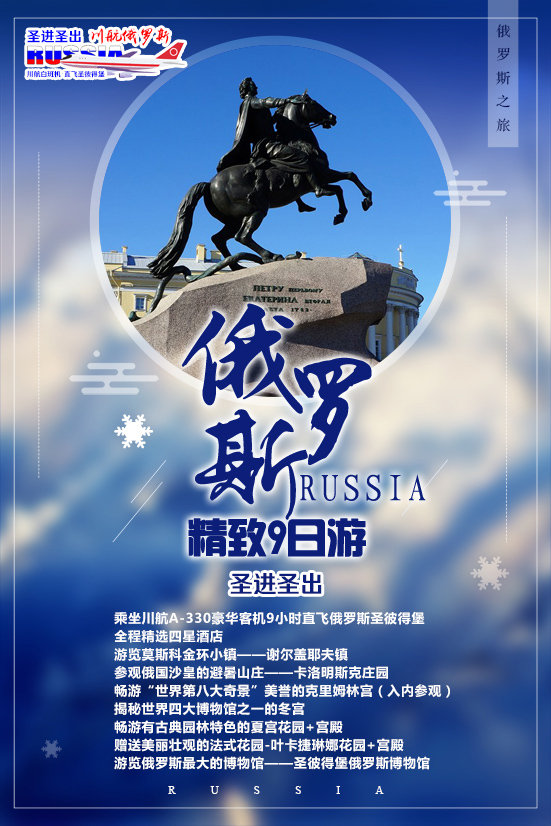 圣进圣出 川航俄罗斯
RUSSIA
川航白班机 直飞圣彼得堡
俄罗斯之旅
ПЕТРУ ПЕРЬВОМУ
ЕКАТЕРИНА ВТОРАЯ
俄罗斯
RUSSIA
精致9日游
圣进圣出
乘坐川航A-330豪华客机9小时直飞俄罗斯圣彼得堡
全程精选四星酒店
游览莫斯科金环小镇——谢尔盖耶夫镇
参观俄国沙皇的避暑山庄——卡洛明斯克庄园
畅游“世界第八大奇景”美誉的克里姆林宫（入内参观）
揭秘世界四大博物馆之一的冬宫
畅游有古典园林特色的夏宫花园+宫殿
赠送美丽壮观的法式花园-叶卡捷琳娜花园+宫殿
游览俄罗斯最大的博物馆——圣彼得堡俄罗斯博物馆
RUSSIA